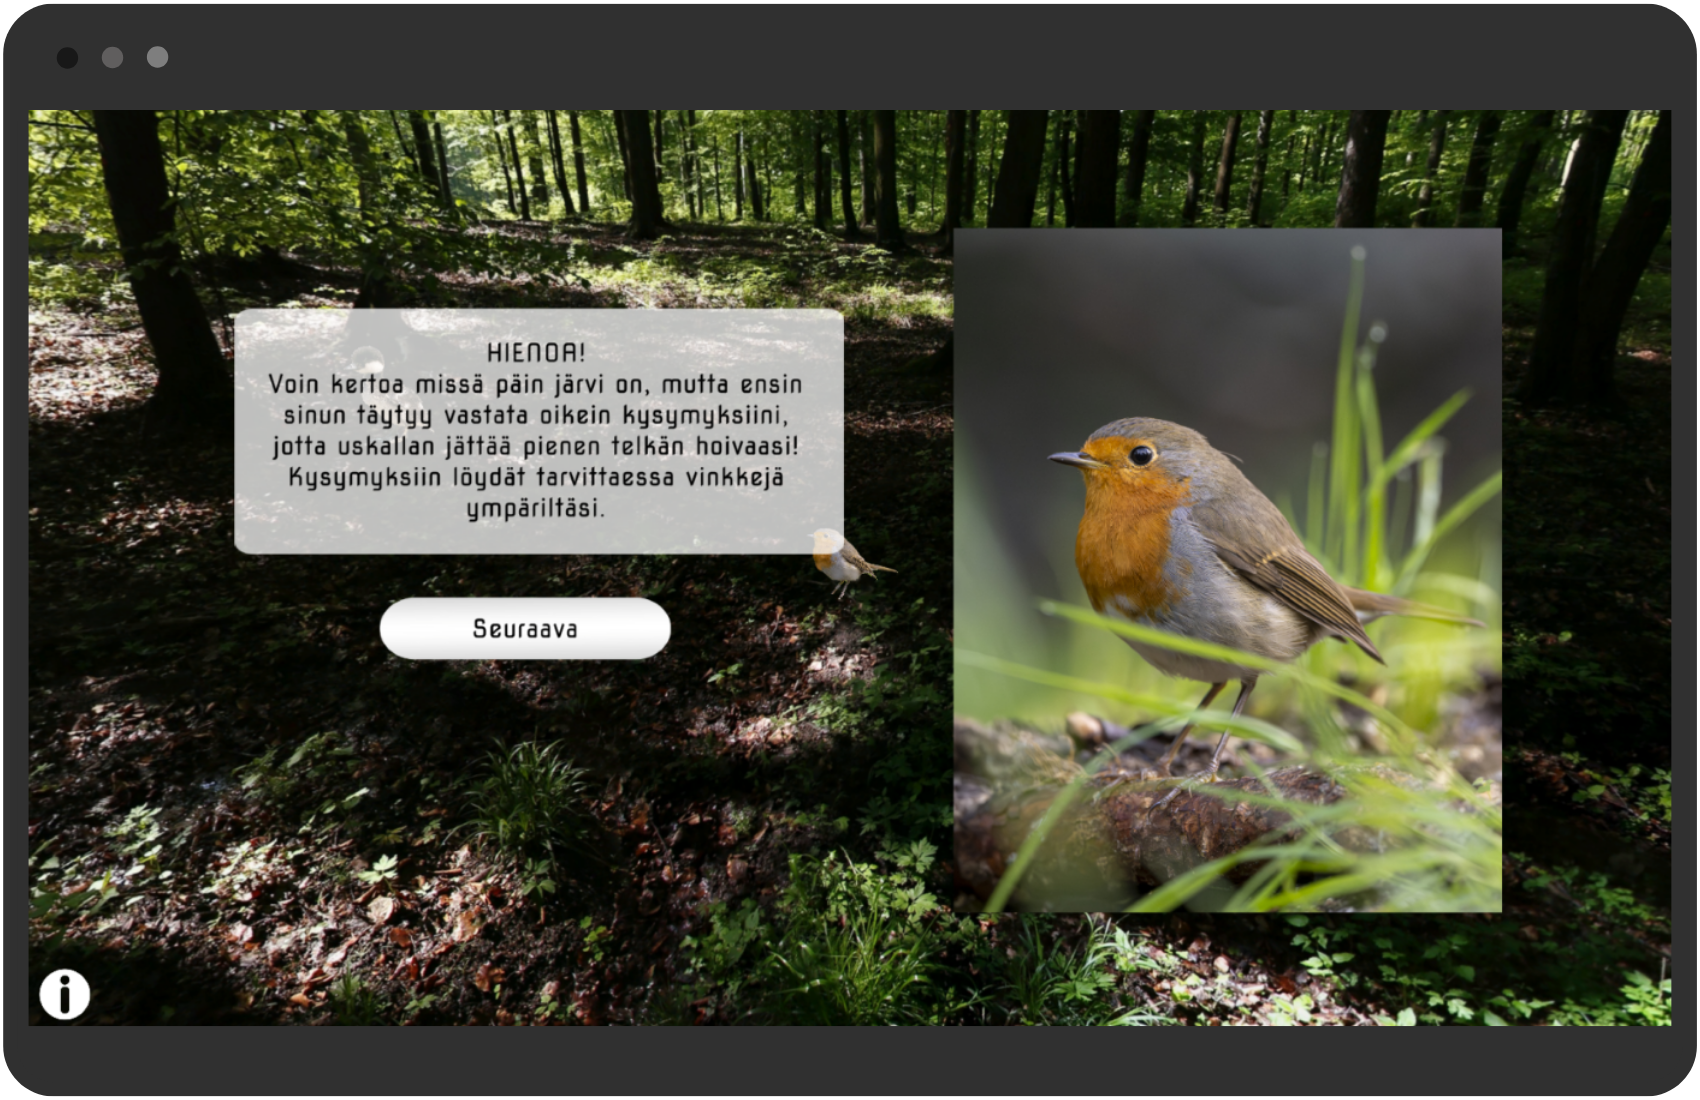 HIENOA!
Voin kertoa missä päin järvi on, mutta ensin
sinun täytyy vastata oikein kysymyksiini,
jotta uskallan jättää pienen telkän hoivaasi!
Kysymyksiin löydät tarvittaessa vinkkejä
ympäriltäsi.
Seuraava
i